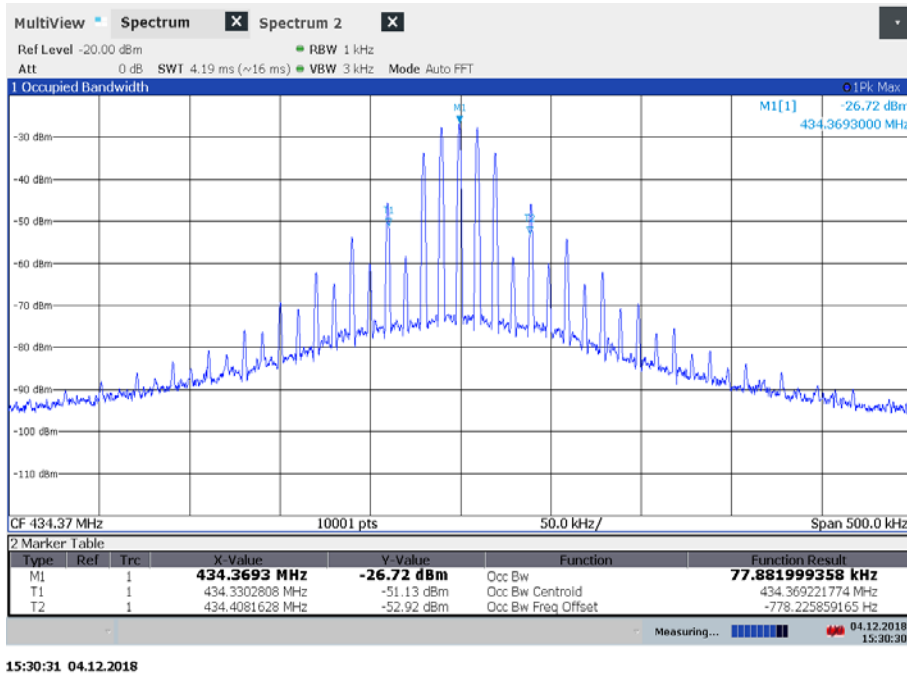 MultiView Spectrum X Spectrum 2 X
Ref Level -20.00 dBm RBW 1 kHz
Att 0 dB SWT 4.19 ms (~16 ms) VBW 3 kHz Mode Auto FFT
1 Occupied Bandwidth 1Pk Max
M1[1] -26.72 dBm
434.3693000 MHz
M1
-30 dBm
-40 dBm
-50 dBm
-60 dBm
-70 dBm
-80 dBm
-90 dBm
-100 dBm
-110 dBm
CF 434.37 MHz 10001 pts 50.0 kHz/ Span 500.0 kHz
2 Marker Table
Type Ref Trc X-Value Y-Value Function Function Result
M1 1 434.3693 MHz -26.72 dBm Occ Bw 77.881999358 kHz
T1 1 434.3302808 MHz -51.13 dBm Occ Bw Centroid 434.369221774 MHz
T2 1 434.4081628 MHz -52.92 dBm Occ Bw Freq Offset -778.225859165 Hz
Measuring... 04.12.2018
15:30:30
15:30:31 04.12.2018